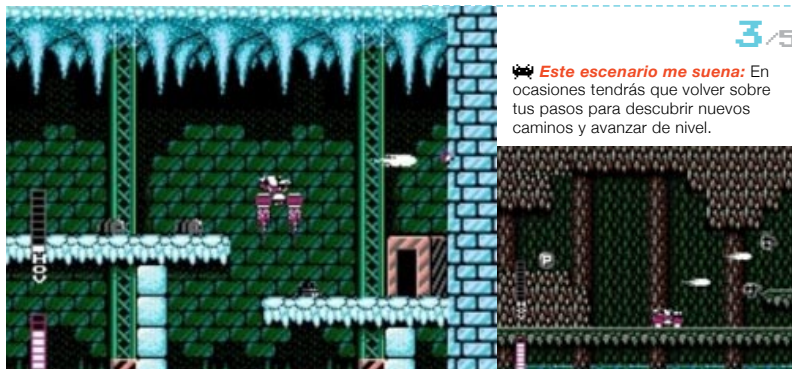 3/5
Este escenario me suena: En
ocasiones tendrás que volver sobre
tus pasos para descubrir nuevos
caminos y avanzar de nivel.
P
HOV